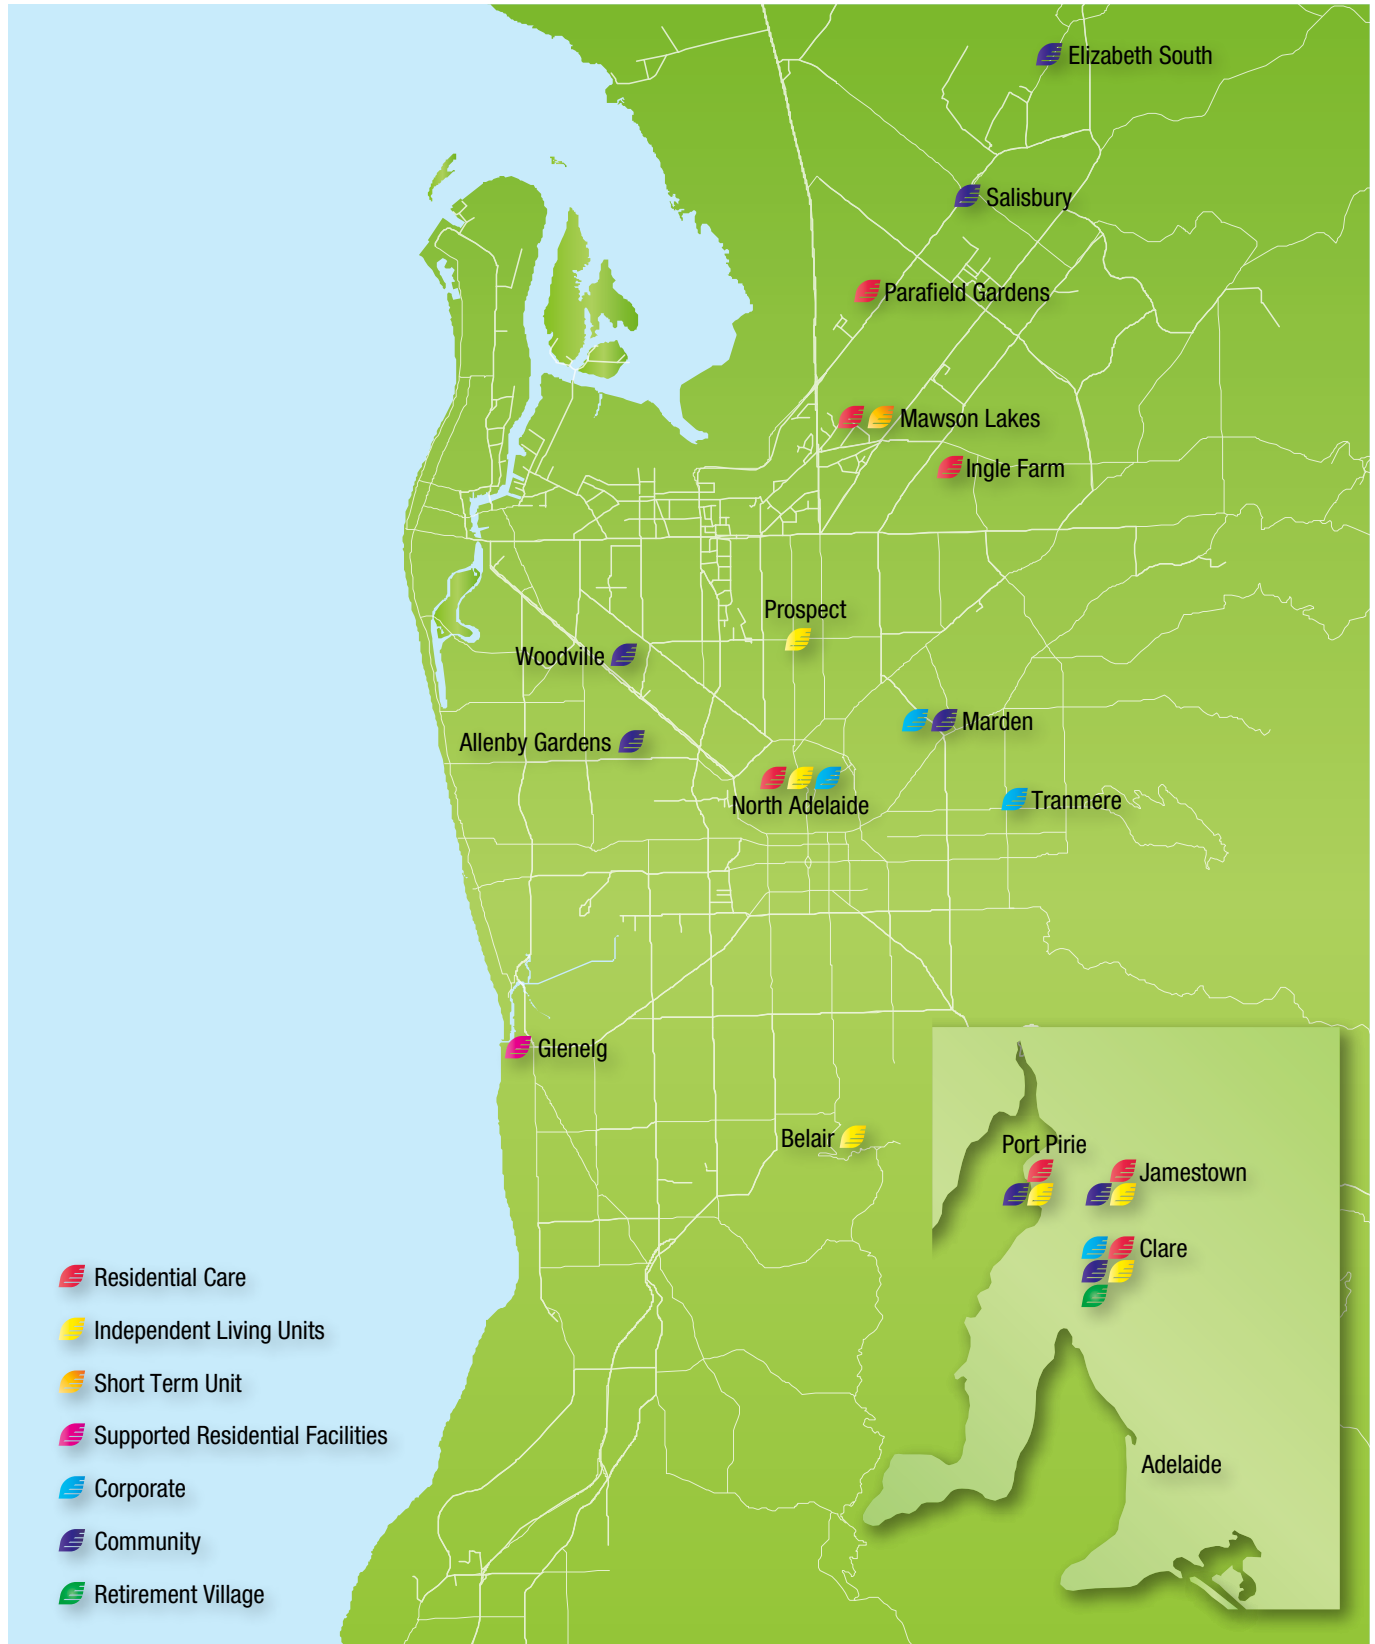 Elizabeth South
Salisbury
Parafield Gardens
Mawson Lakes
Ingle Farm
Prospect
Woodville
Marden
Allenby Gardens
North Adelaide
Tranmere
Glenelg
Belair
Port Pirie
Jamestown
Clare
Adelaide
Residential Care
Independent Living Units
Short Term Unit
Supported Residential Facilities
Corporate
Community
Retirement Village